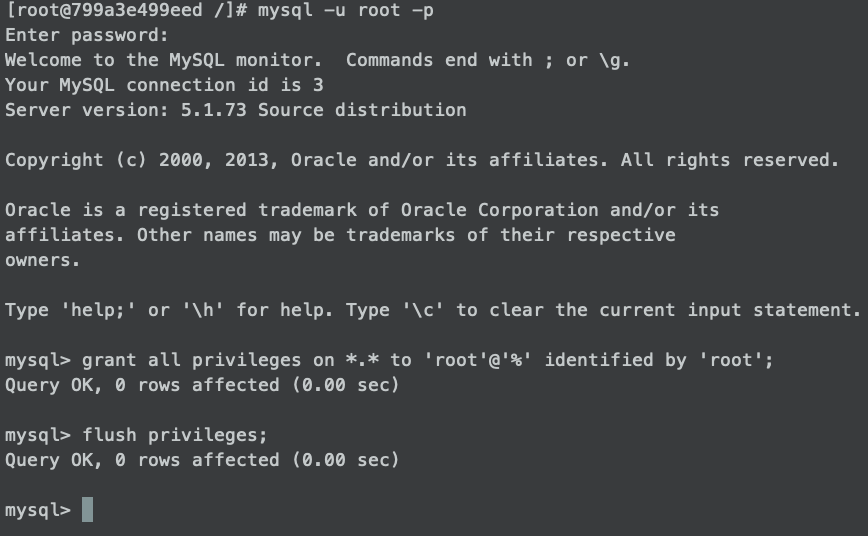 [root@799a3e499eed /]# mysql -u root -p
Enter password:
Welcome to the MySQL monitor.  Commands end with ; or \g.
Your MySQL connection id is 3
Server version: 5.1.73 Source distribution
Copyright (c) 2000, 2013, Oracle and/or its affiliates. All rights reserved.
Oracle is a registered trademark of Oracle Corporation and/or its
affiliates. Other names may be trademarks of their respective
owners.
Type 'help;' or '\h' for help. Type '\c' to clear the current input statement.
mysql> grant all privileges on *.* to 'root'@'%' identified by 'root';
Query OK, 0 rows affected (0.00 sec)
mysql> flush privileges;
Query OK, 0 rows affected (0.00 sec)
mysql>